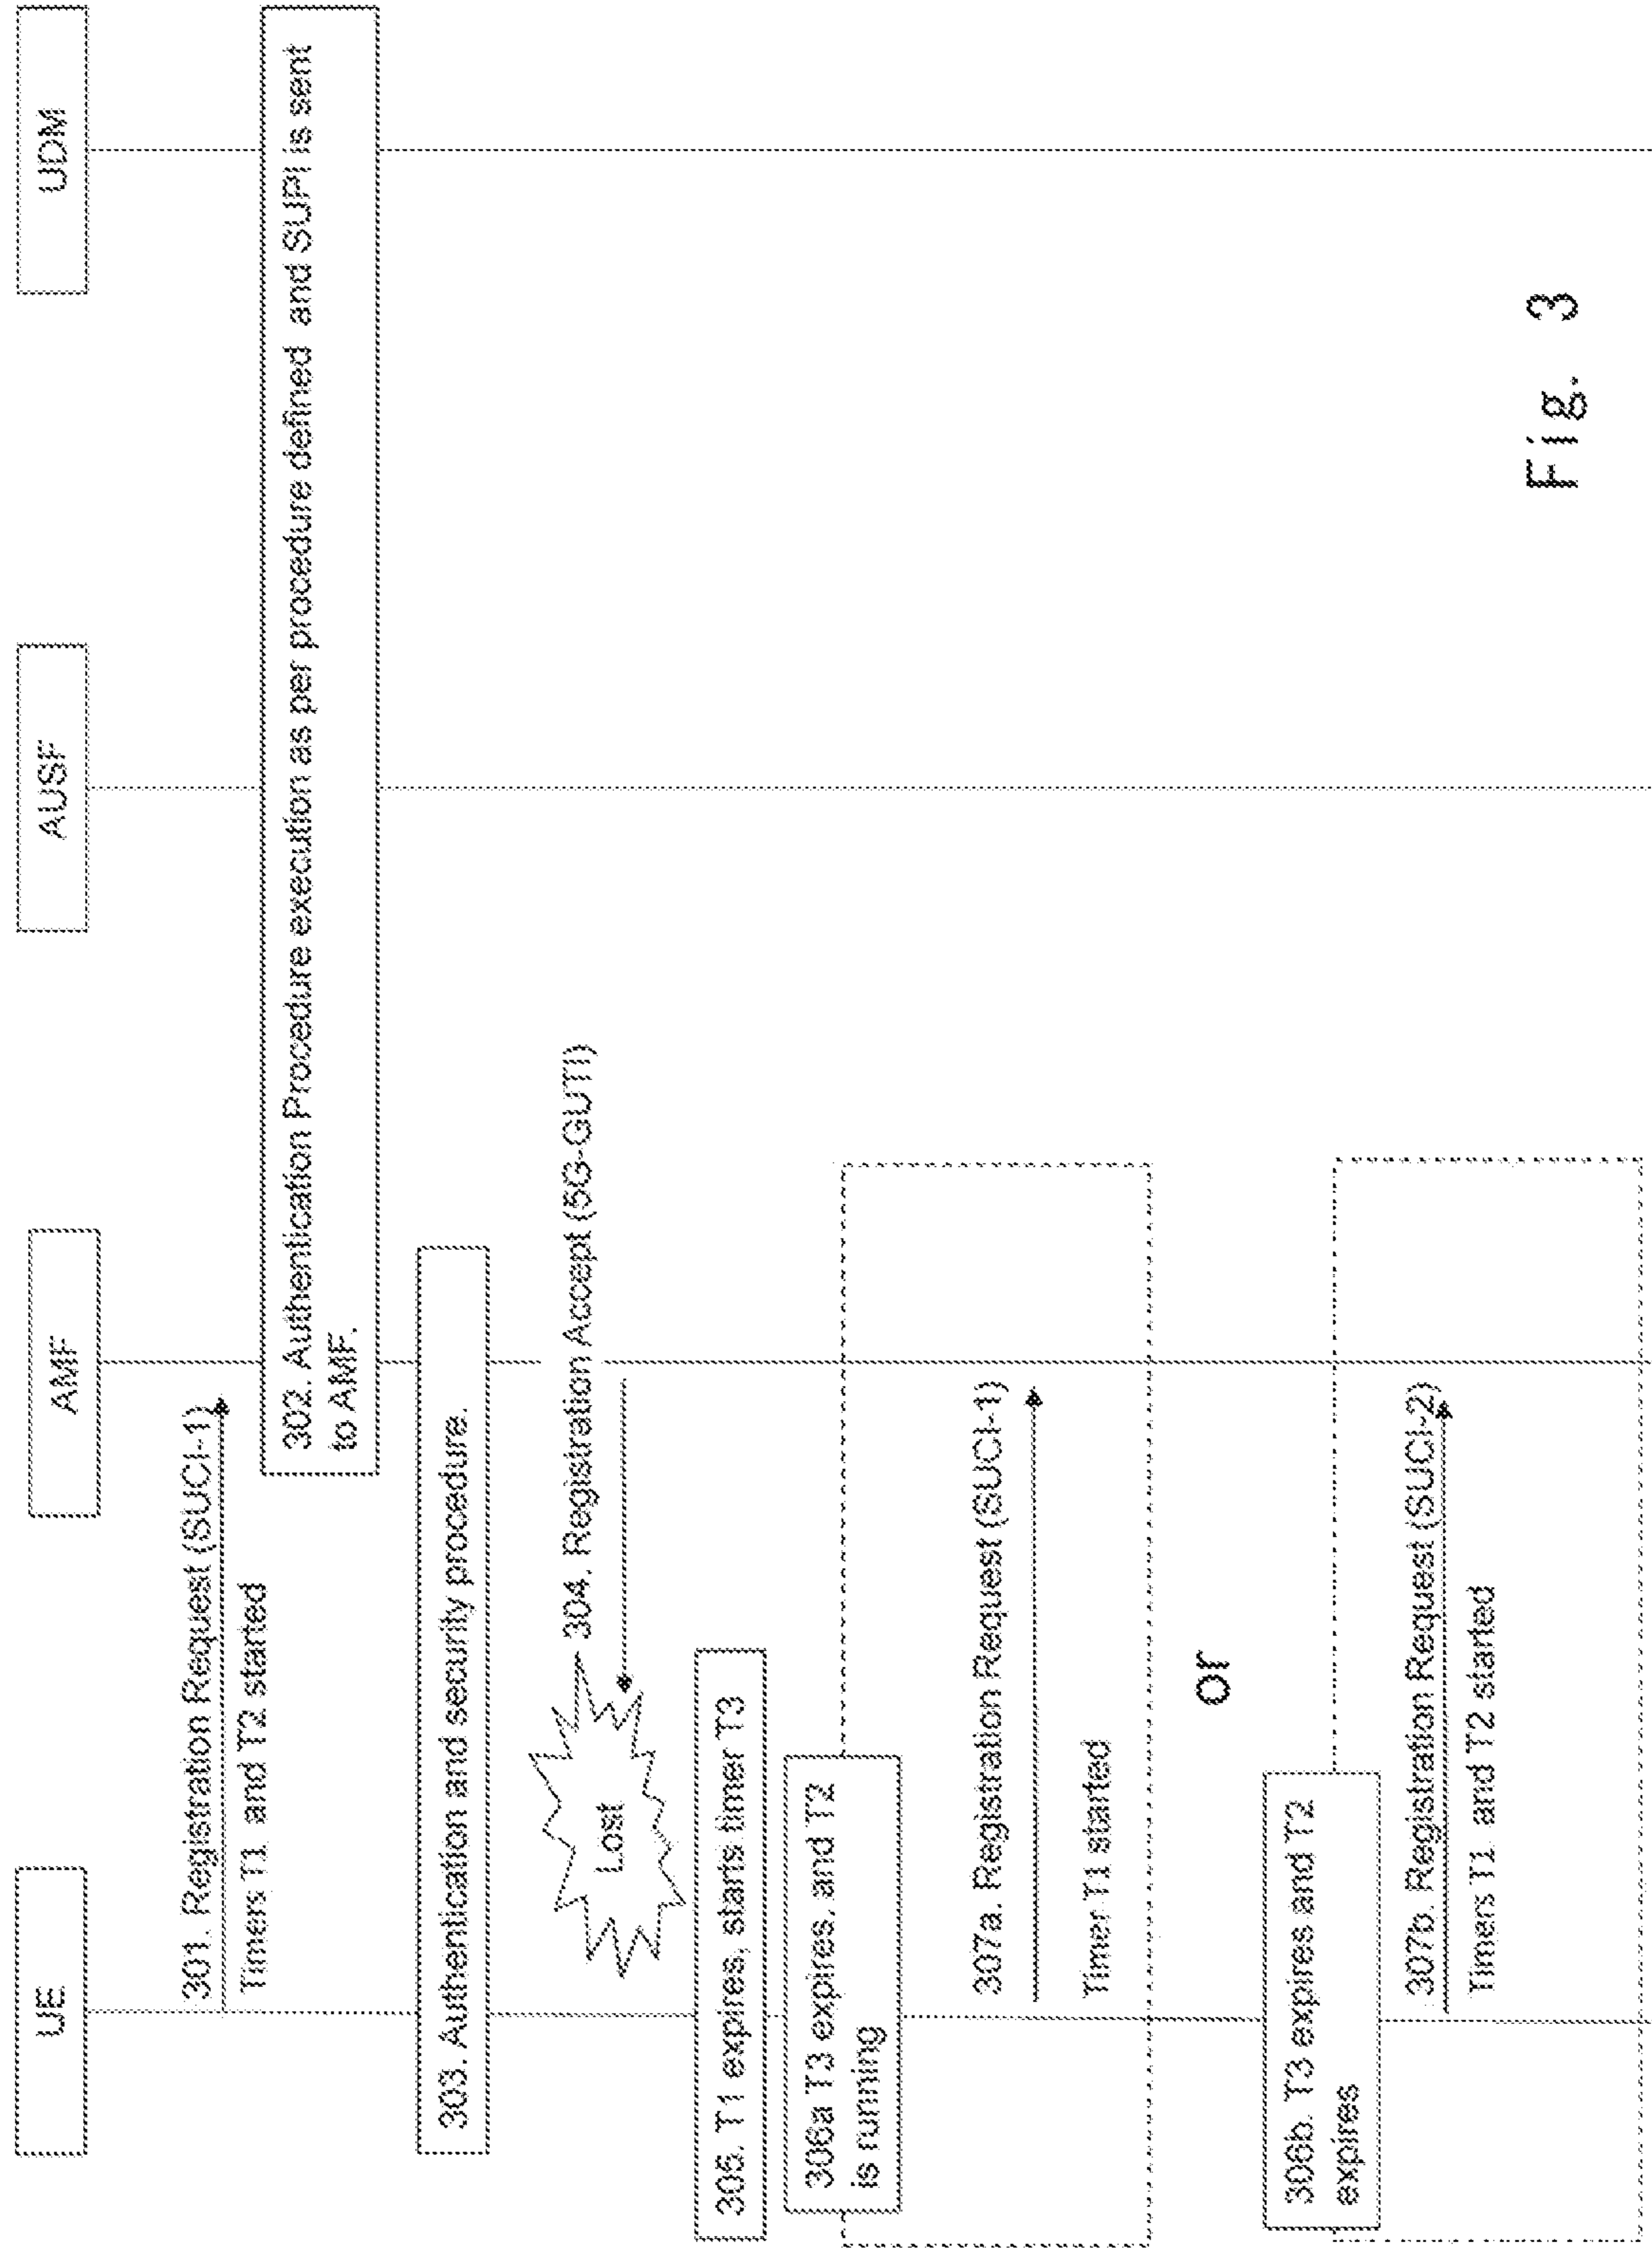 UE
AMF
AUSF
UDM
301. Registration Request (SUCI-1)
Timers T1 and T2 started
302. Authentication Procedure execution as per procedure defined and SUPI is sent
to AMF.
303. Authentication and security procedure.
304. Registration Accept (5G-GUTI)
Lost
305. T1 expires, starts timer T3
306a T3 expires, and T2
is running
307a. Registration Request (SUCI-1)
Timer T1 started
or
306b. T3 expires and T2
expires
307b. Registration Request (SUCI-2)
Timers T1 and T2 started
Fig. 3